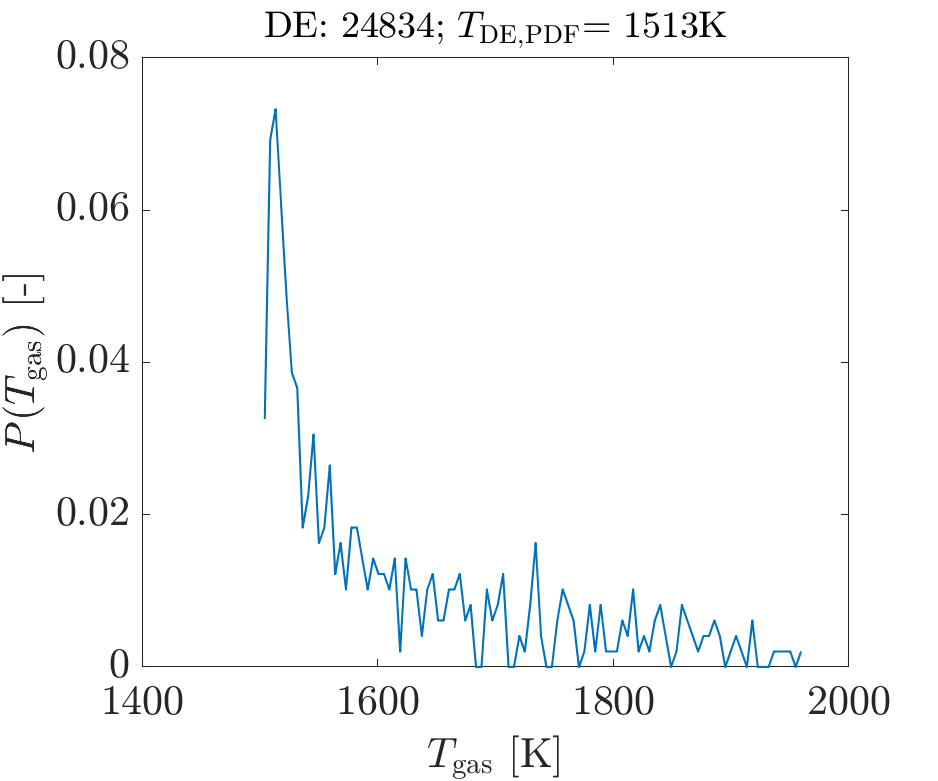 DE: 24834; T_DE,PDF= 1513K
0.08
0.06
0.04
0.02
0
P(T_gas) [-]
1400 1600 1800 2000
T_gas [K]